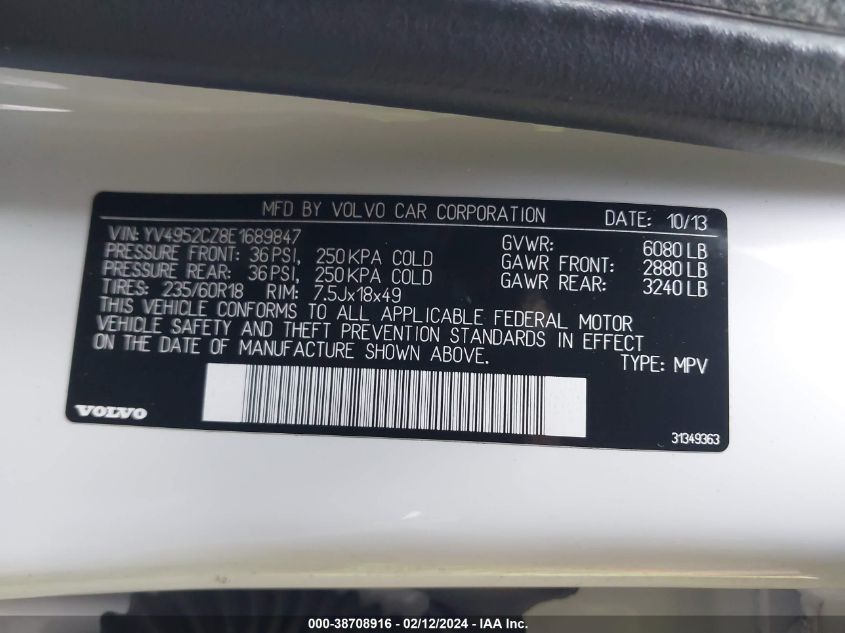 MFD BY VOLVO CAR CORPORATION DATE: 10/13
VIN: YV4952CZ8E1689847 GVWR: 6080 LB
PRESSURE FRONT: 36 PSI, 250 KPA COLD GAWR FRONT: 2880 LB
PRESSURE REAR: 36 PSI, 250 KPA COLD GAWR REAR: 3240 LB
TIRES: 235/60R18 RIM: 7.5Jx18x49
THIS VEHICLE CONFORMS TO ALL APPLICABLE FEDERAL MOTOR
VEHICLE SAFETY AND THEFT PREVENTION STANDARDS IN EFFECT
ON THE DATE OF MANUFACTURE SHOWN ABOVE. TYPE: MPV
VOLVO 31349363
000-38708916 - 02/12/2024 - IAA Inc.